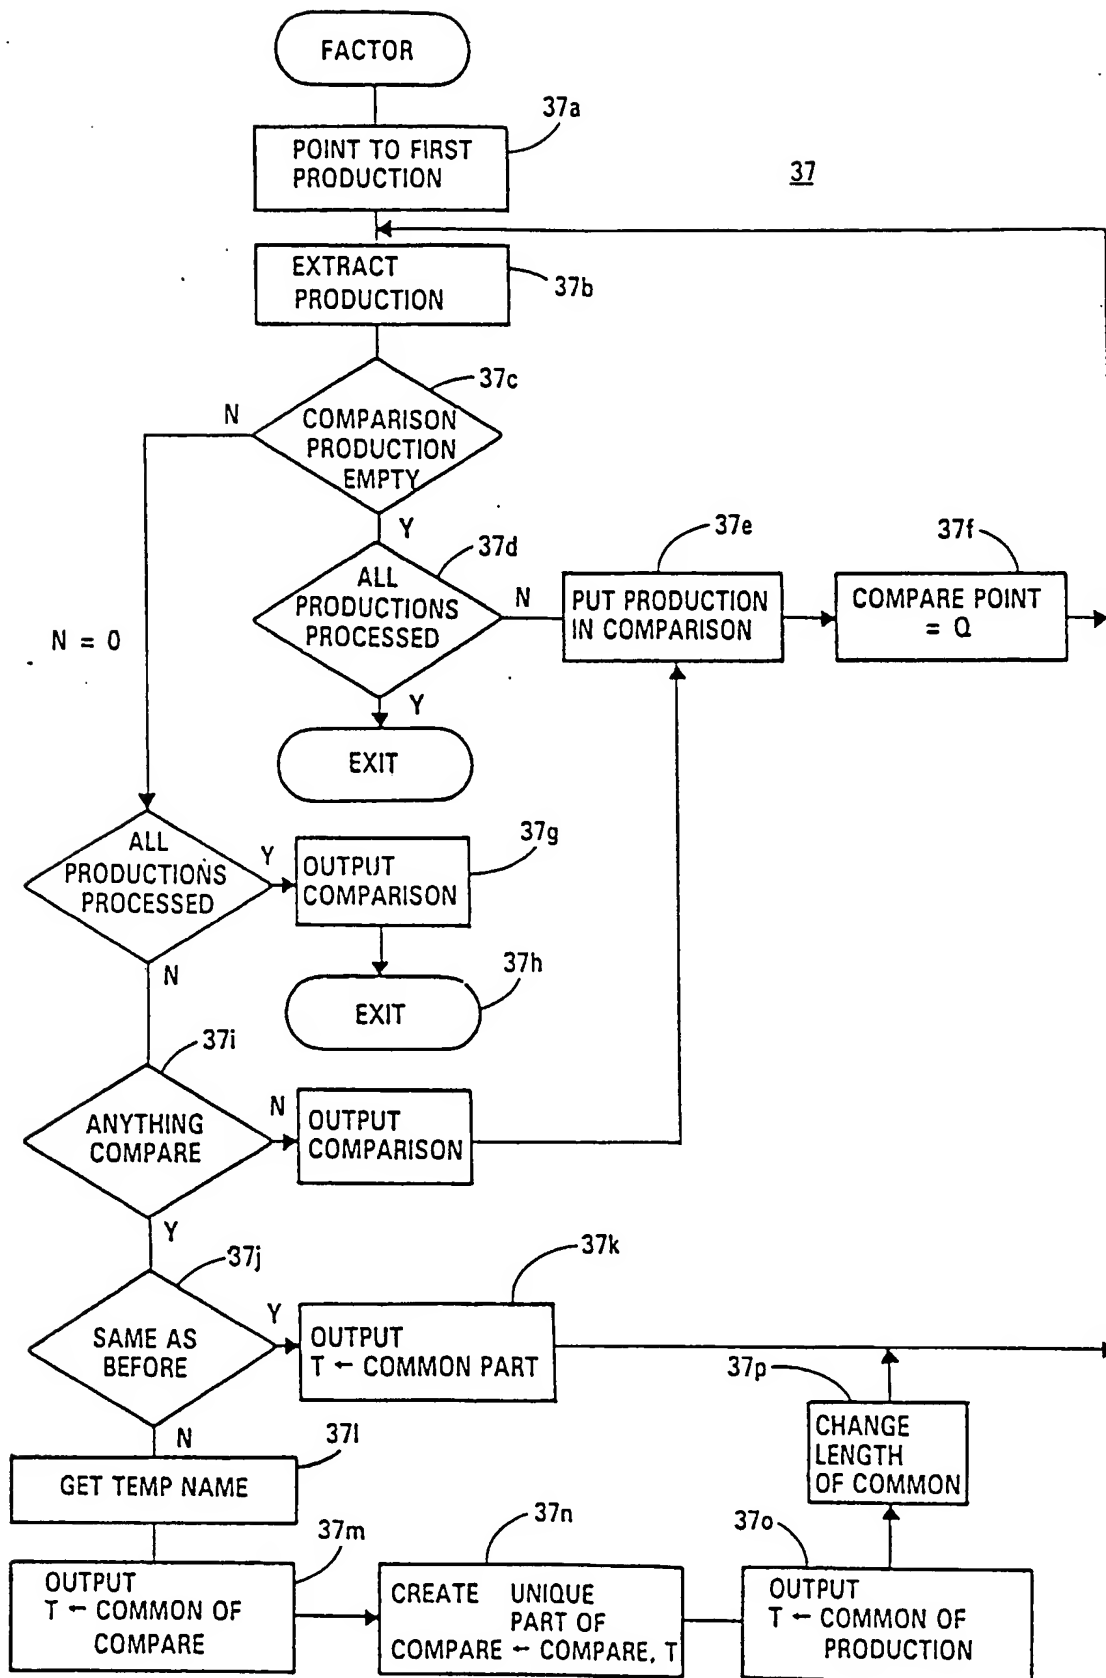 FACTOR
37a
POINT TO FIRST
PRODUCTION
37
EXTRACT
PRODUCTION
37b
37c
N
COMPARISON
PRODUCTION
EMPTY
Y
37d
37e
37f
ALL
PRODUCTIONS
PROCESSED
N
PUT PRODUCTION
IN COMPARISON
COMPARE POINT
= Q
N = 0
Y
EXIT
ALL
PRODUCTIONS
PROCESSED
Y
37g
OUTPUT
COMPARISON
N
37h
EXIT
37i
ANYTHING
COMPARE
N
OUTPUT
COMPARISON
Y
37j
37k
SAME AS
BEFORE
Y
OUTPUT
T ← COMMON PART
37p
CHANGE
LENGTH
OF COMMON
N
37l
GET TEMP NAME
37m
37n
37o
OUTPUT
T ← COMMON OF
COMPARE
CREATE UNIQUE
PART OF
COMPARE ← COMPARE, T
OUTPUT
T ← COMMON OF
PRODUCTION